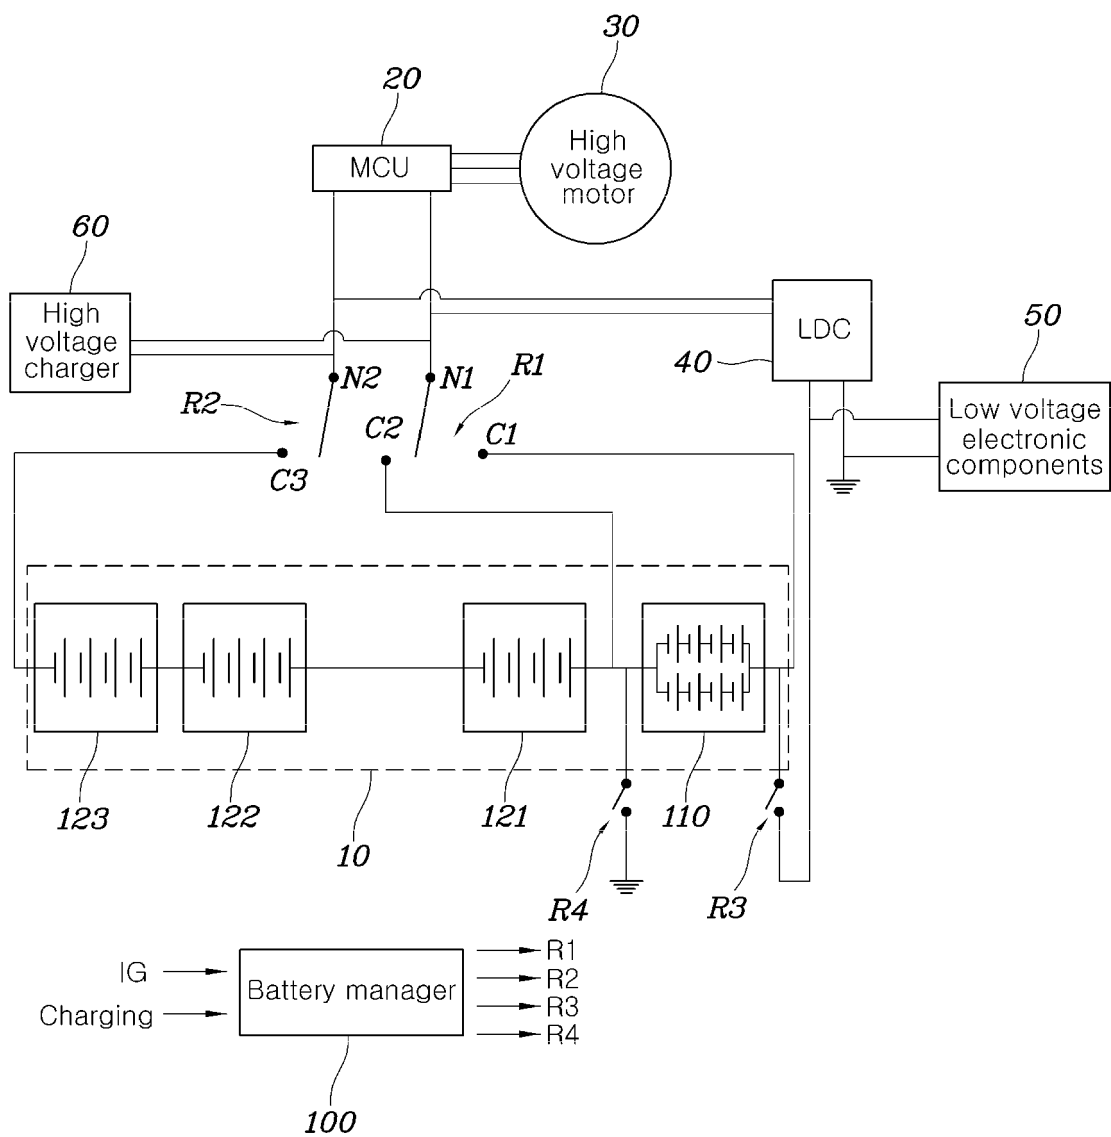 30
20
High
voltage
motor
MCU
60
High
voltage
charger
LDC
50
40
Low voltage
electronic
components
N2
N1
R1
R2
C2
C1
C3
123
122
121
110
10
R4
R3
IG
Charging
Battery manager
R1
R2
R3
R4
100